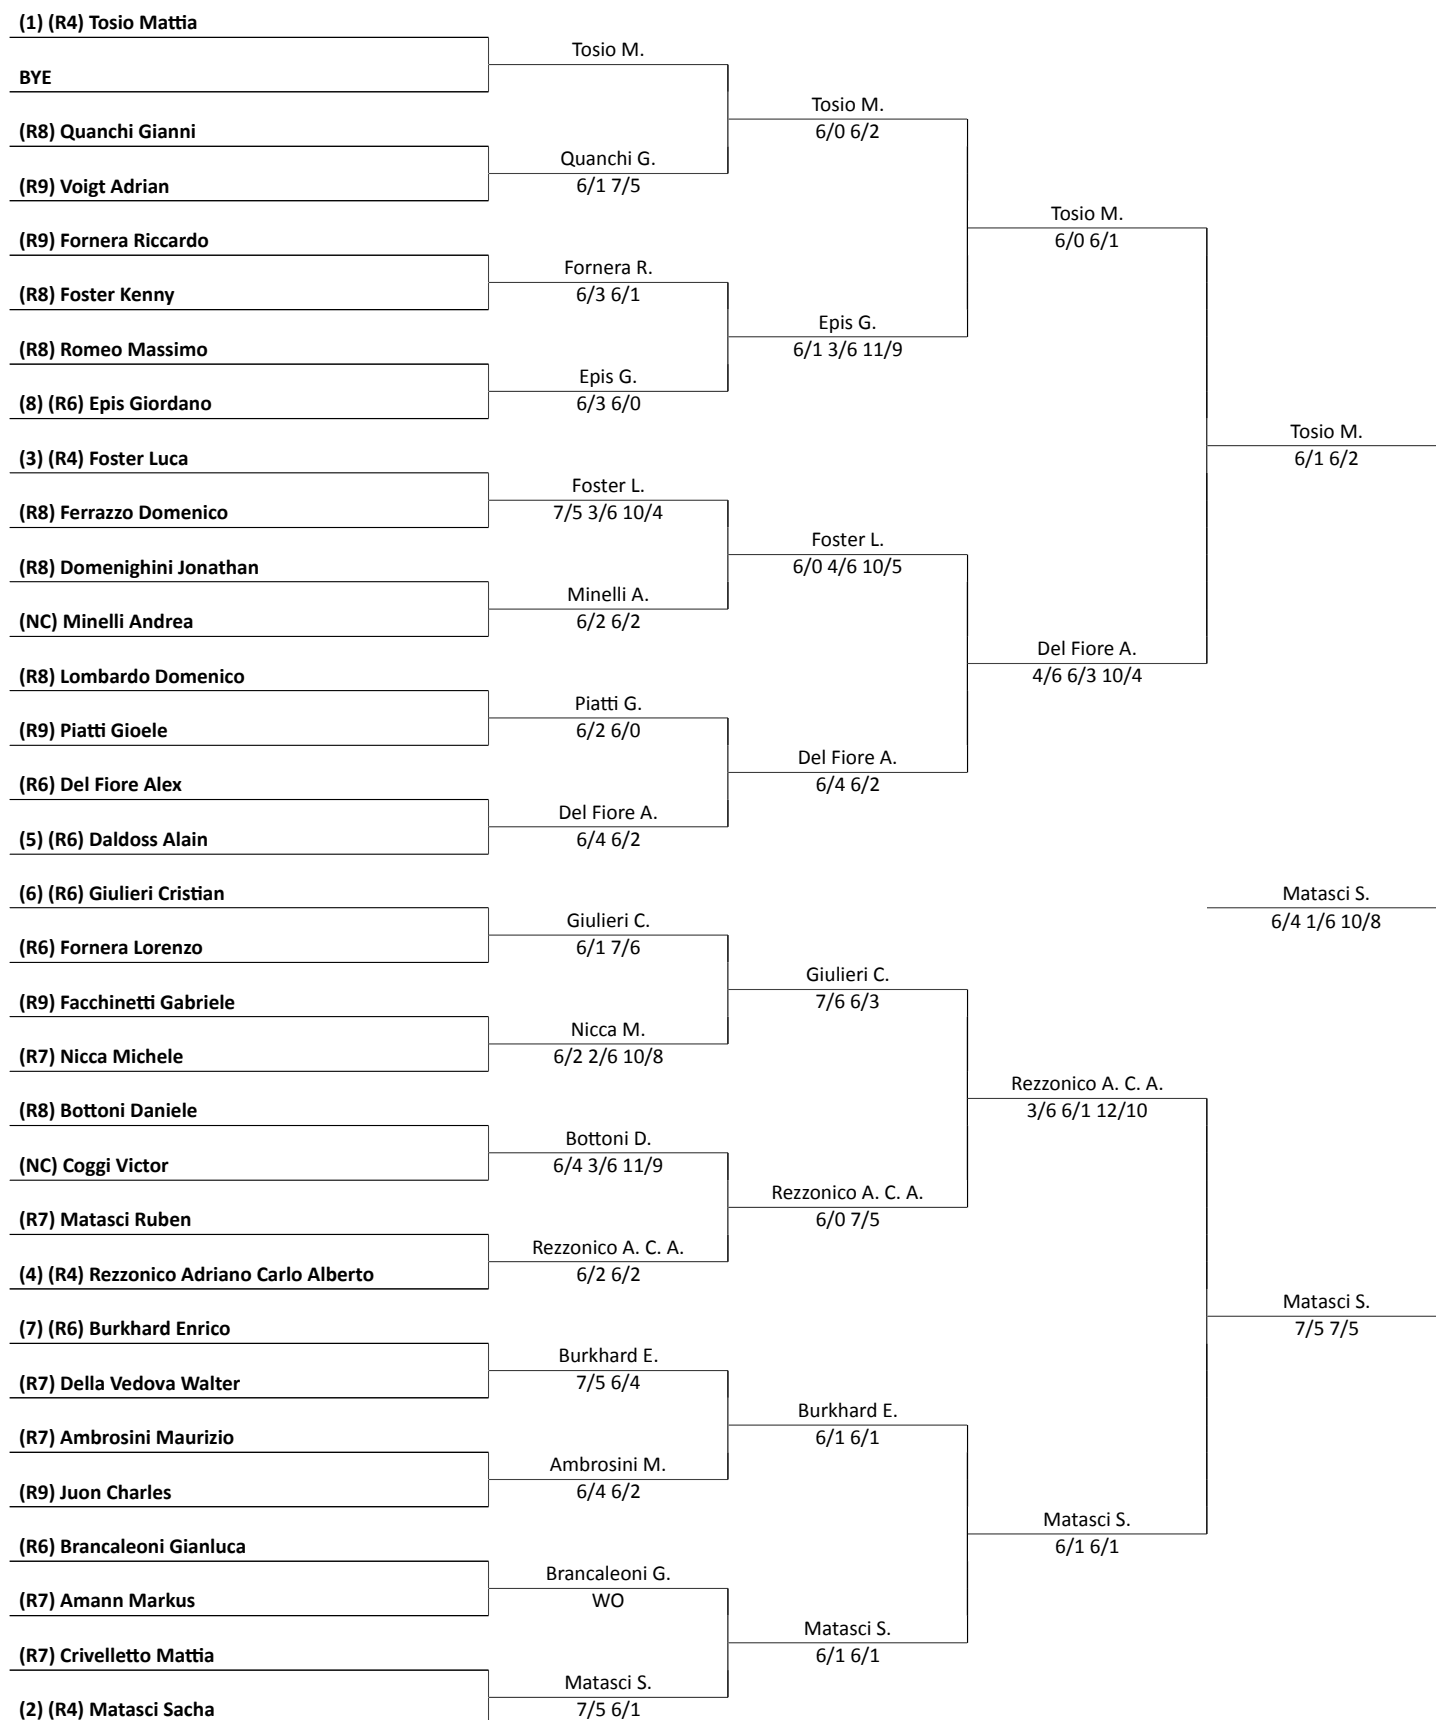 (1) (R4) Tosio Mattia
BYE
(R8) Quanchi Gianni
(R9) Voigt Adrian
(R9) Fornera Riccardo
(R8) Foster Kenny
(R8) Romeo Massimo
(8) (R6) Epis Giordano
(3) (R4) Foster Luca
(R8) Ferrazzo Domenico
(R8) Domenighini Jonathan
(NC) Minelli Andrea
(R8) Lombardo Domenico
(R9) Piatti Gioele
(R6) Del Fiore Alex
(5) (R6) Daldoss Alain
(6) (R6) Giulieri Cristian
(R6) Fornera Lorenzo
(R9) Facchinetti Gabriele
(R7) Nicca Michele
(R8) Bottoni Daniele
(NC) Coggi Victor
(R7) Matasci Ruben
(4) (R4) Rezzonico Adriano Carlo Alberto
(7) (R6) Burkhard Enrico
(R7) Della Vedova Walter
(R7) Ambrosini Maurizio
(R9) Juon Charles
(R6) Brancaleoni Gianluca
(R7) Amann Markus
(R7) Crivelletto Mattia
(2) (R4) Matasci Sacha
Tosio M.
Quanchi G.
6/1 7/5
Fornera R.
6/3 6/1
Epis G.
6/3 6/0
Foster L.
7/5 3/6 10/4
Minelli A.
6/2 6/2
Piatti G.
6/2 6/0
Del Fiore A.
6/4 6/2
Giulieri C.
6/1 7/6
Nicca M.
6/2 2/6 10/8
Bottoni D.
6/4 3/6 11/9
Rezzonico A. C. A.
6/2 6/2
Burkhard E.
7/5 6/4
Ambrosini M.
6/4 6/2
Brancaleoni G.
WO
Matasci S.
7/5 6/1
Tosio M.
6/0 6/2
Epis G.
6/1 3/6 11/9
Foster L.
6/0 4/6 10/5
Del Fiore A.
6/4 6/2
Giulieri C.
7/6 6/3
Rezzonico A. C. A.
6/0 7/5
Burkhard E.
6/1 6/1
Matasci S.
6/1 6/1
Tosio M.
6/0 6/1
Del Fiore A.
4/6 6/3 10/4
Rezzonico A. C. A.
3/6 6/1 12/10
Matasci S.
6/1 6/1
Tosio M.
6/1 6/2
Matasci S.
6/4 1/6 10/8
Matasci S.
7/5 7/5